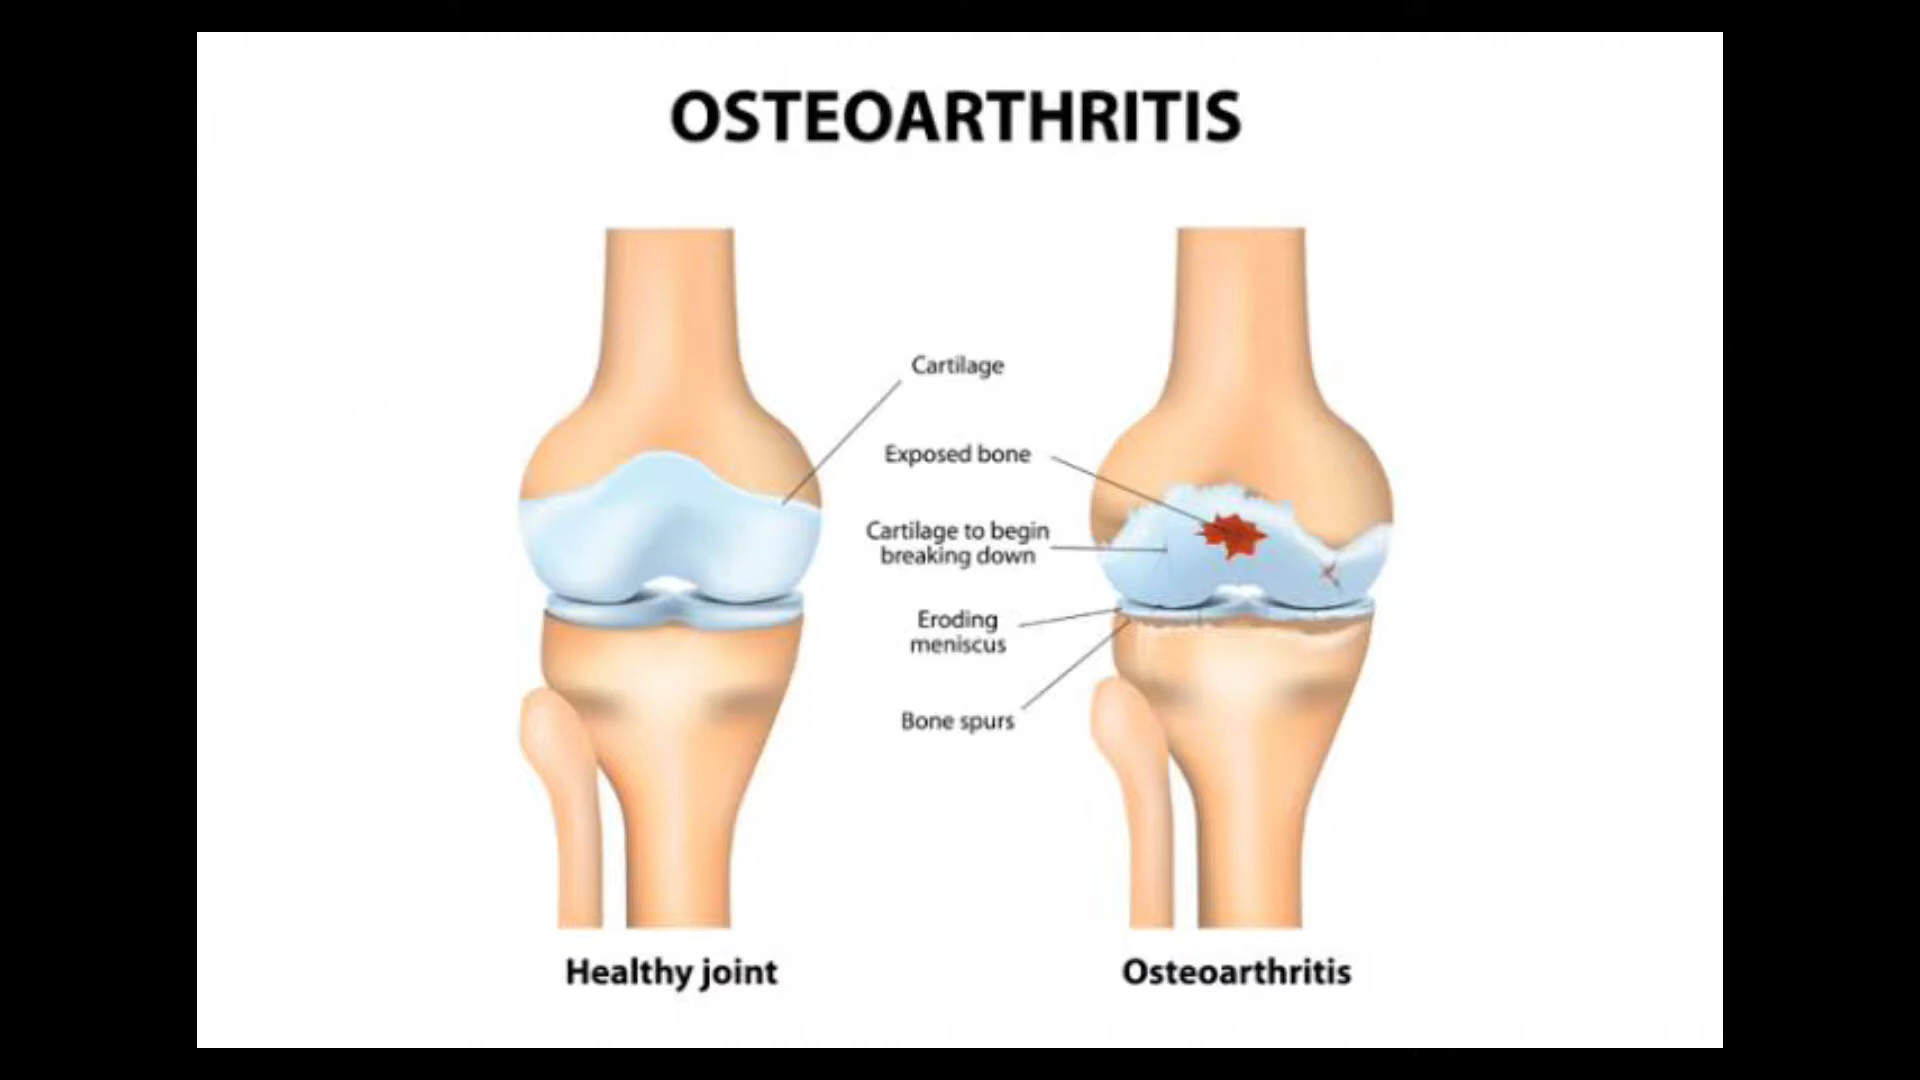 OSTEOARTHRITIS
Cartilage
Exposed bone
Cartilage to begin
breaking down
Eroding
meniscus
Bone spurs
Healthy joint
Osteoarthritis